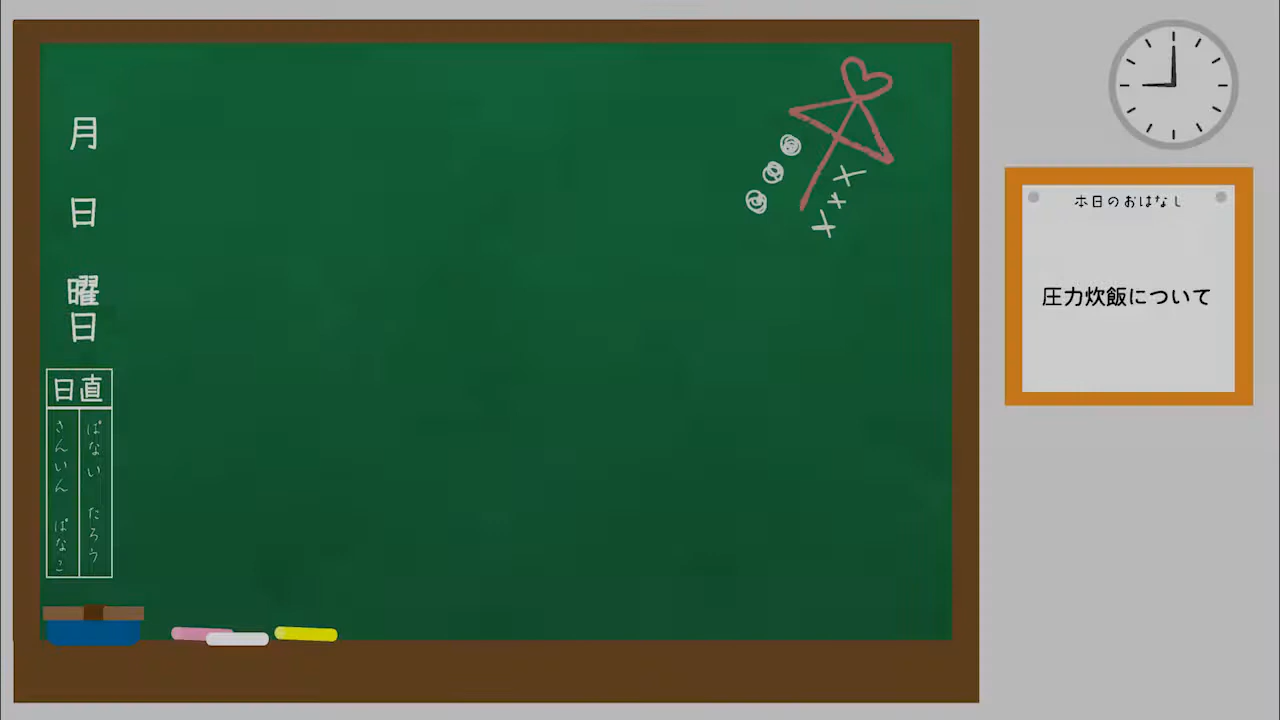 月
日
曜
日
日直
ぱない たろう
さんいん ぱなこ
本日のおはなし
圧力炊飯について